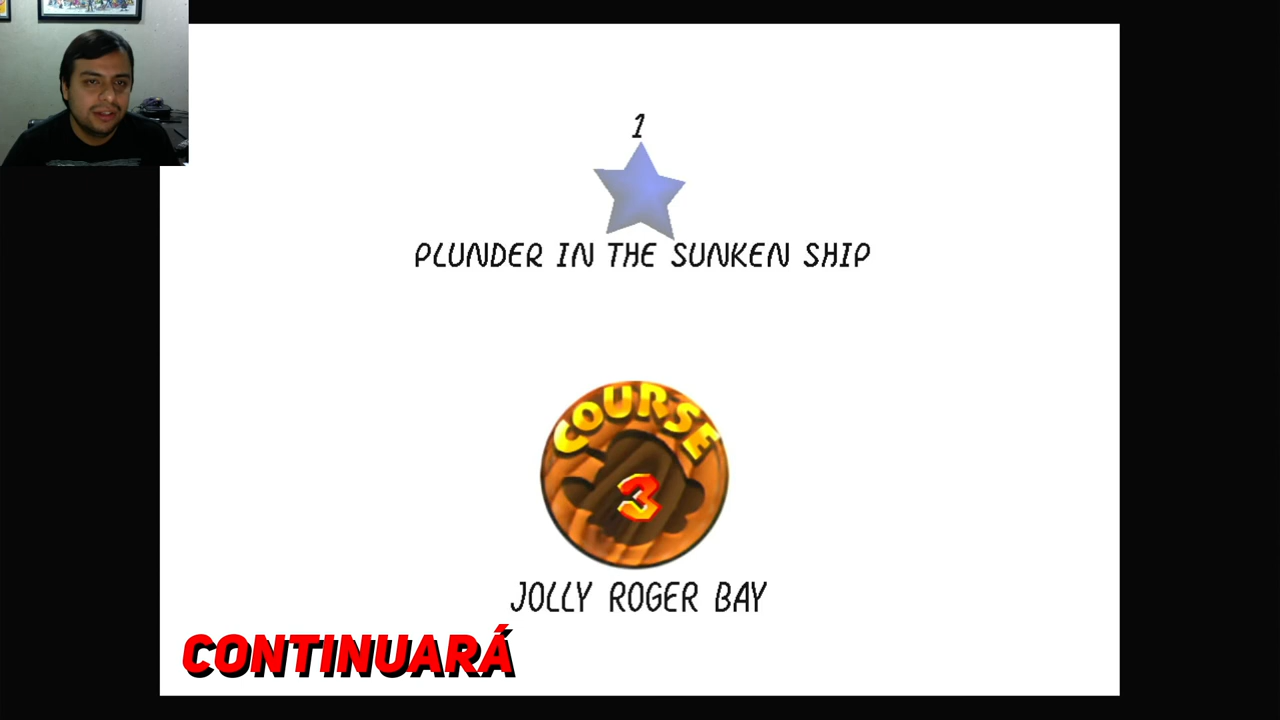 1
PLUNDER IN THE SUNKEN SHIP
COURSE
3
JOLLY ROGER BAY
CONTINUARÁ